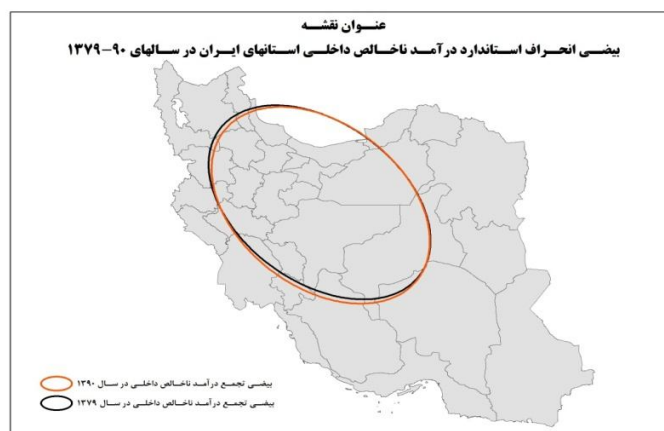 عنوان نقشه
بیضی انحراف استاندارد درآمد ناخالص داخلی استانهای ایران در سالهای ۹۰-۱۳۷۹
بیضی تجمع درآمد ناخالص داخلی در سال ۱۳۹۰
بیضی تجمع درآمد ناخالص داخلی در سال ۱۳۷۹